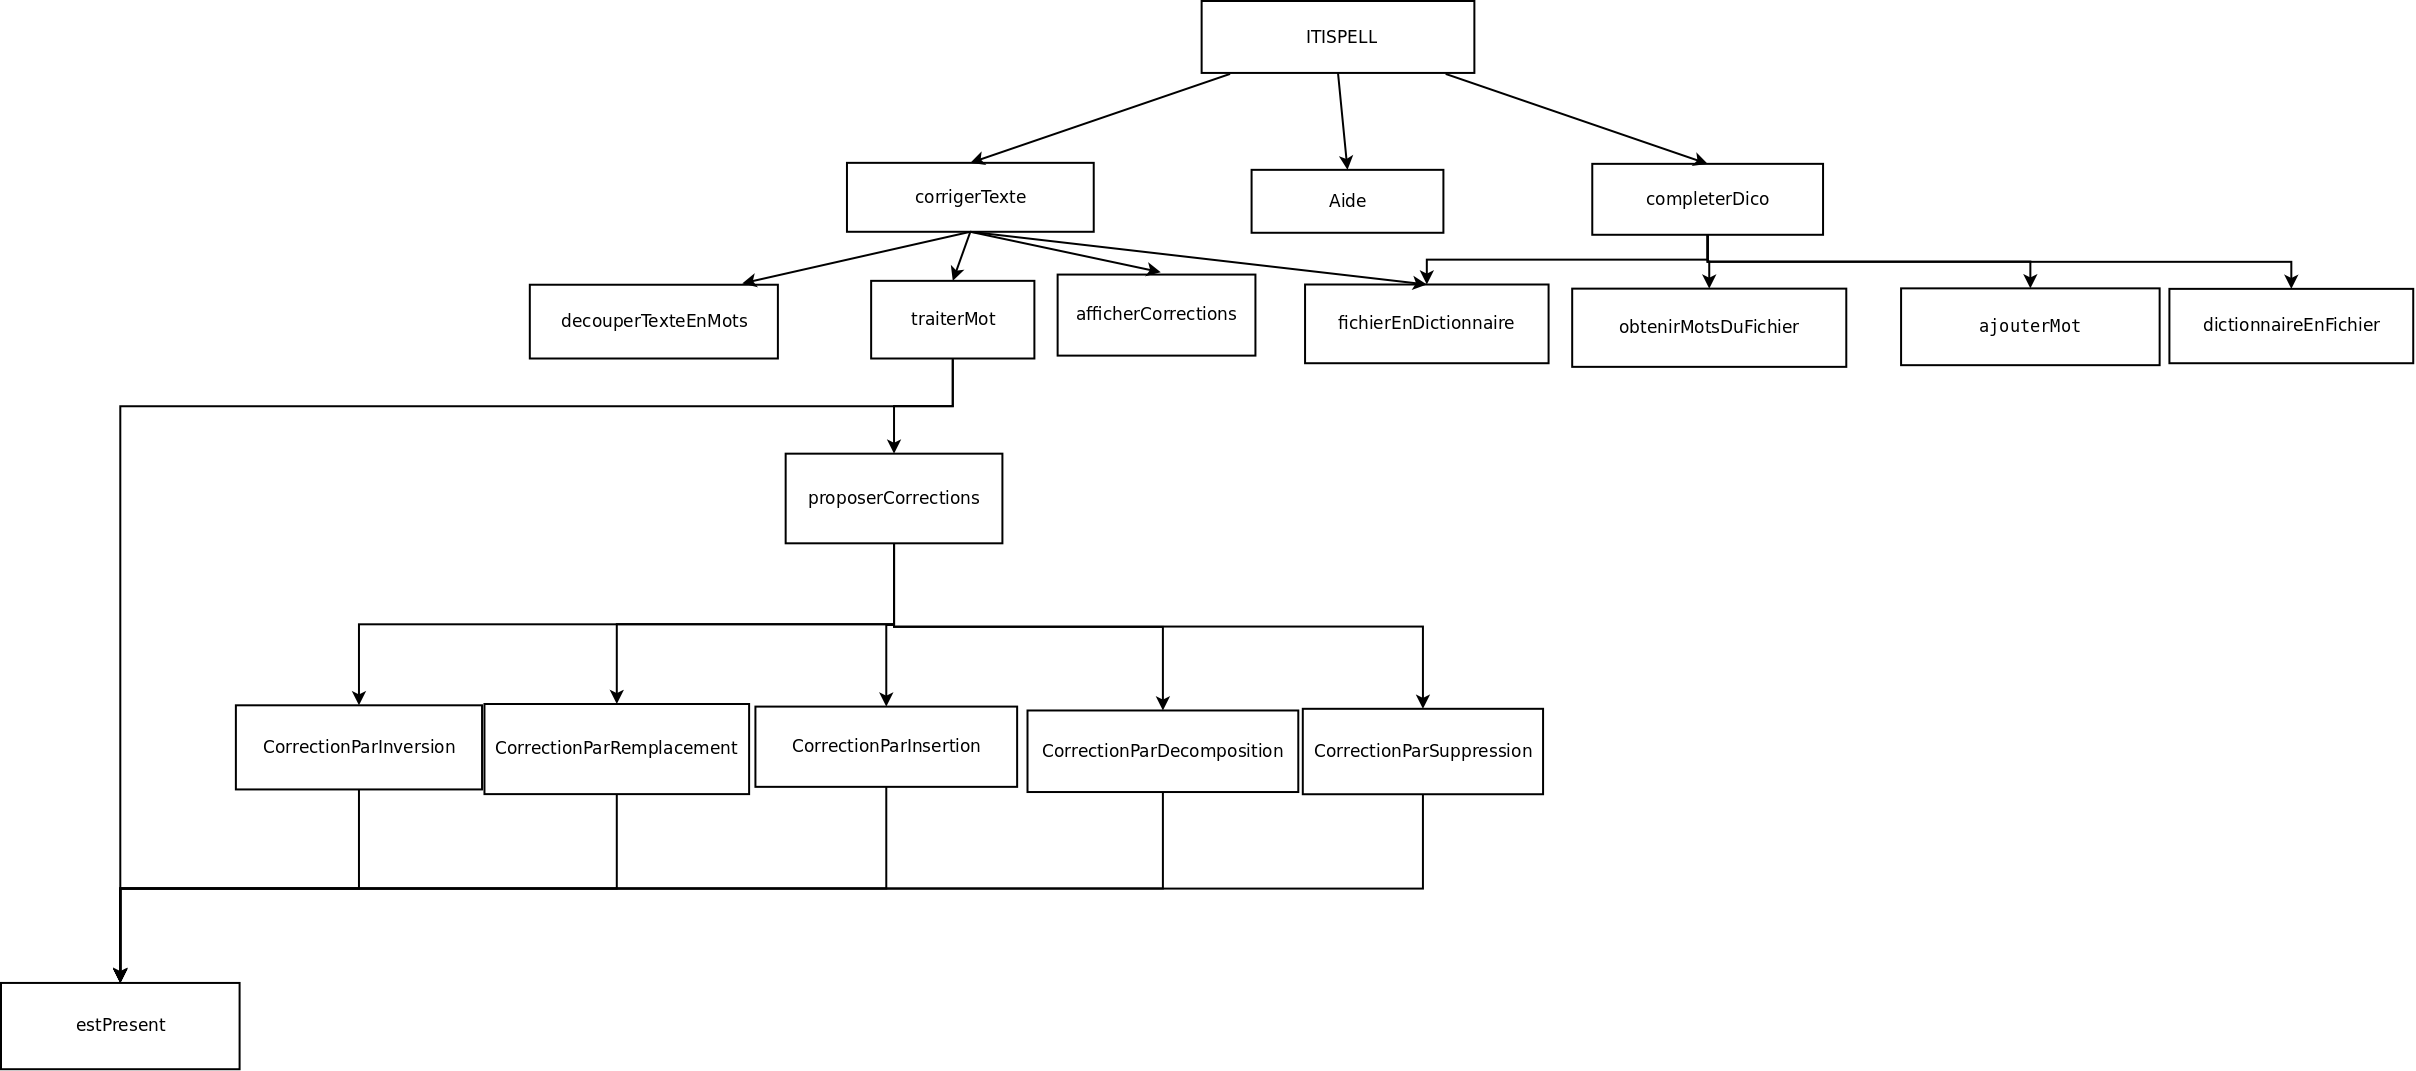 ITISPELL
corrigerTexte
Aide
completerDico
decouperTexteEnMots
traiterMot
afficherCorrections
fichierEnDictionnaire
obtenirMotsDuFichier
ajouterMot
dictionnaireEnFichier
proposerCorrections
CorrectionParInversion
CorrectionParRemplacement
CorrectionParInsertion
CorrectionParDecomposition
CorrectionParSuppression
estPresent